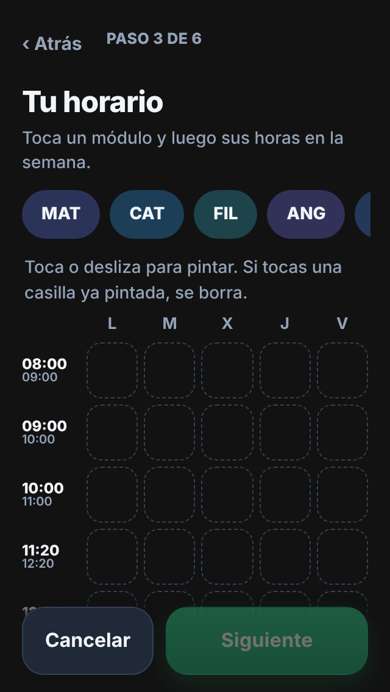 ‹ Atrás PASO 3 DE 6
Tu horario
Toca un módulo y luego sus horas en la
semana.
MAT CAT FIL ANG
Toca o desliza para pintar. Si tocas una
casilla ya pintada, se borra.
L M X J V
08:00
09:00
09:00
10:00
10:00
11:00
11:20
12:20
Cancelar Siguiente